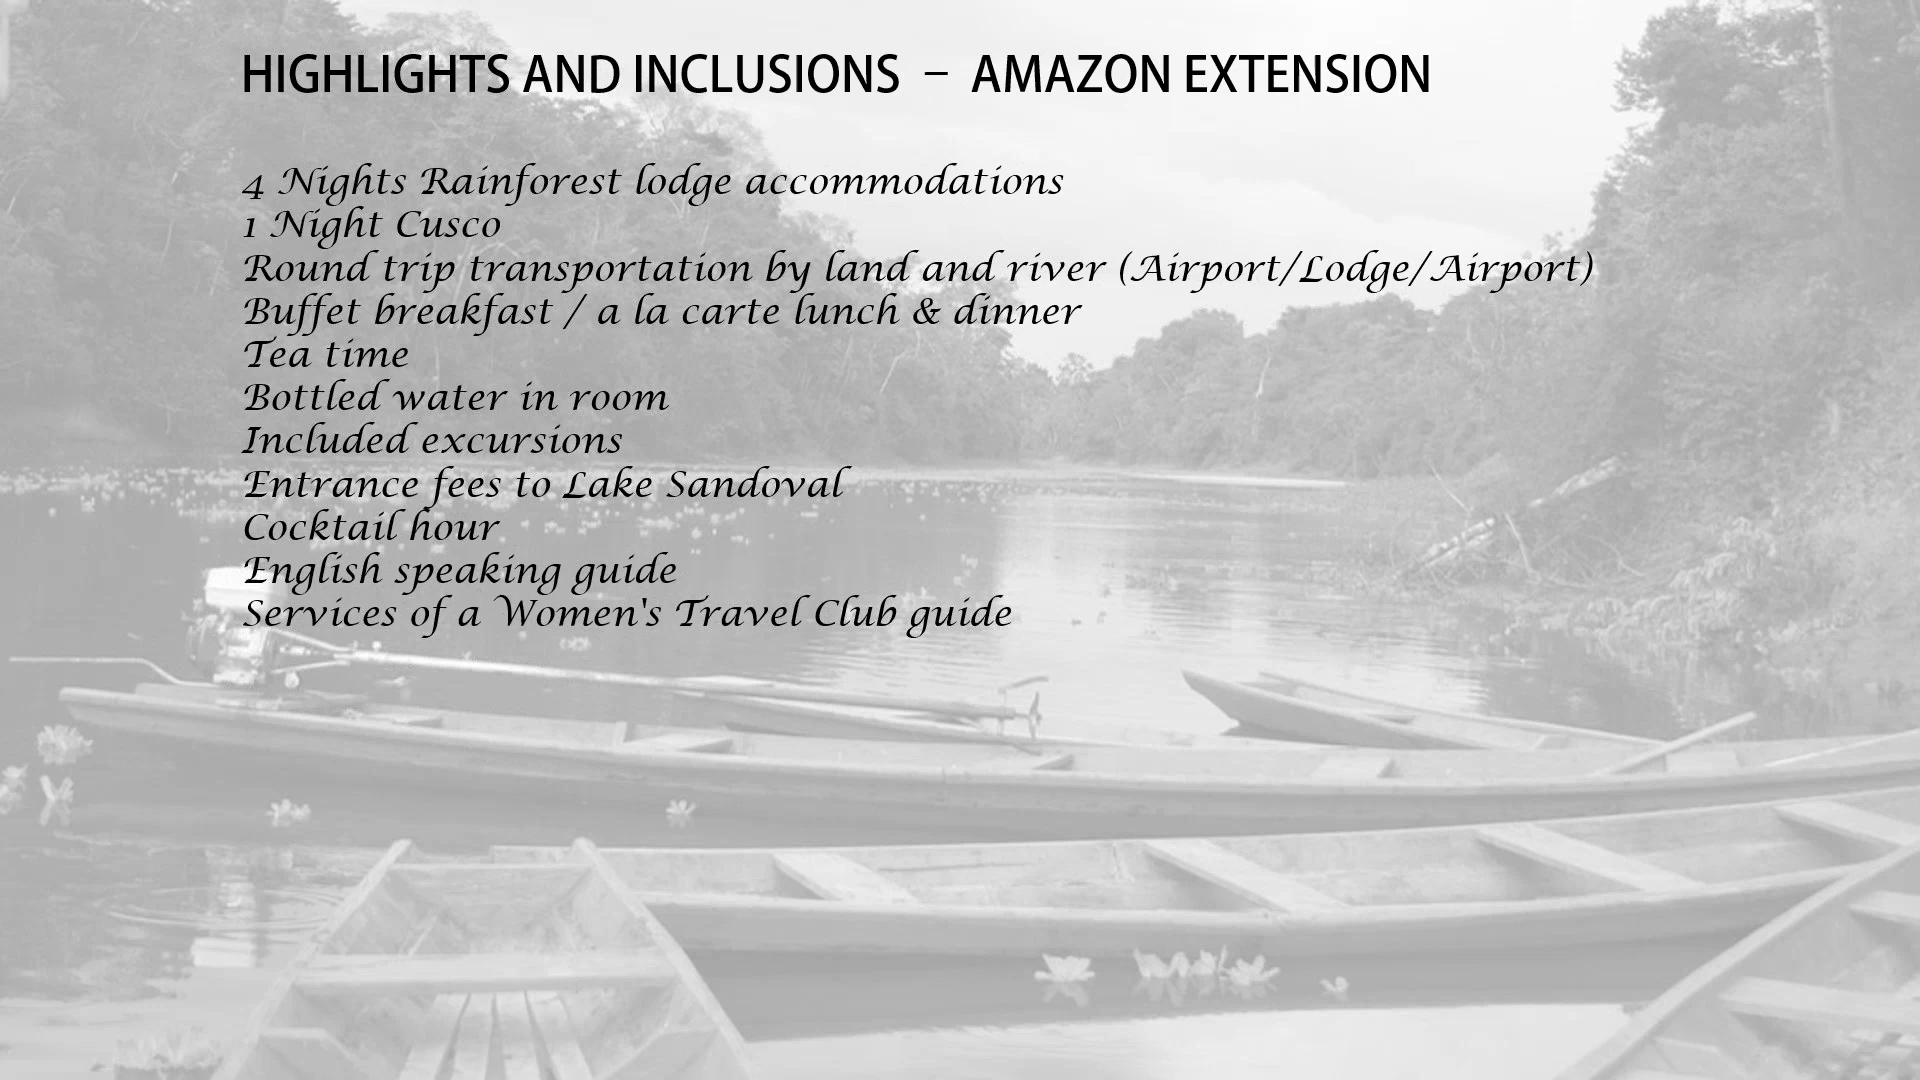 HIGHLIGHTS AND INCLUSIONS – AMAZON EXTENSION
4 Nights Rainforest lodge accommodations
1 Night Cusco
Round trip transportation by land and river (Airport/Lodge/Airport)
Buffet breakfast / a la carte lunch & dinner
Tea time
Bottled water in room
Included excursions
Entrance fees to Lake Sandoval
Cocktail hour
English speaking guide
Services of a Women's Travel Club guide